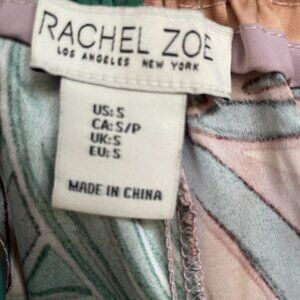 RACHEL ZOE
LOS ANGELES NEW YORK
US: S
CA: S/P
UK: S
EU: S
MADE IN CHINA